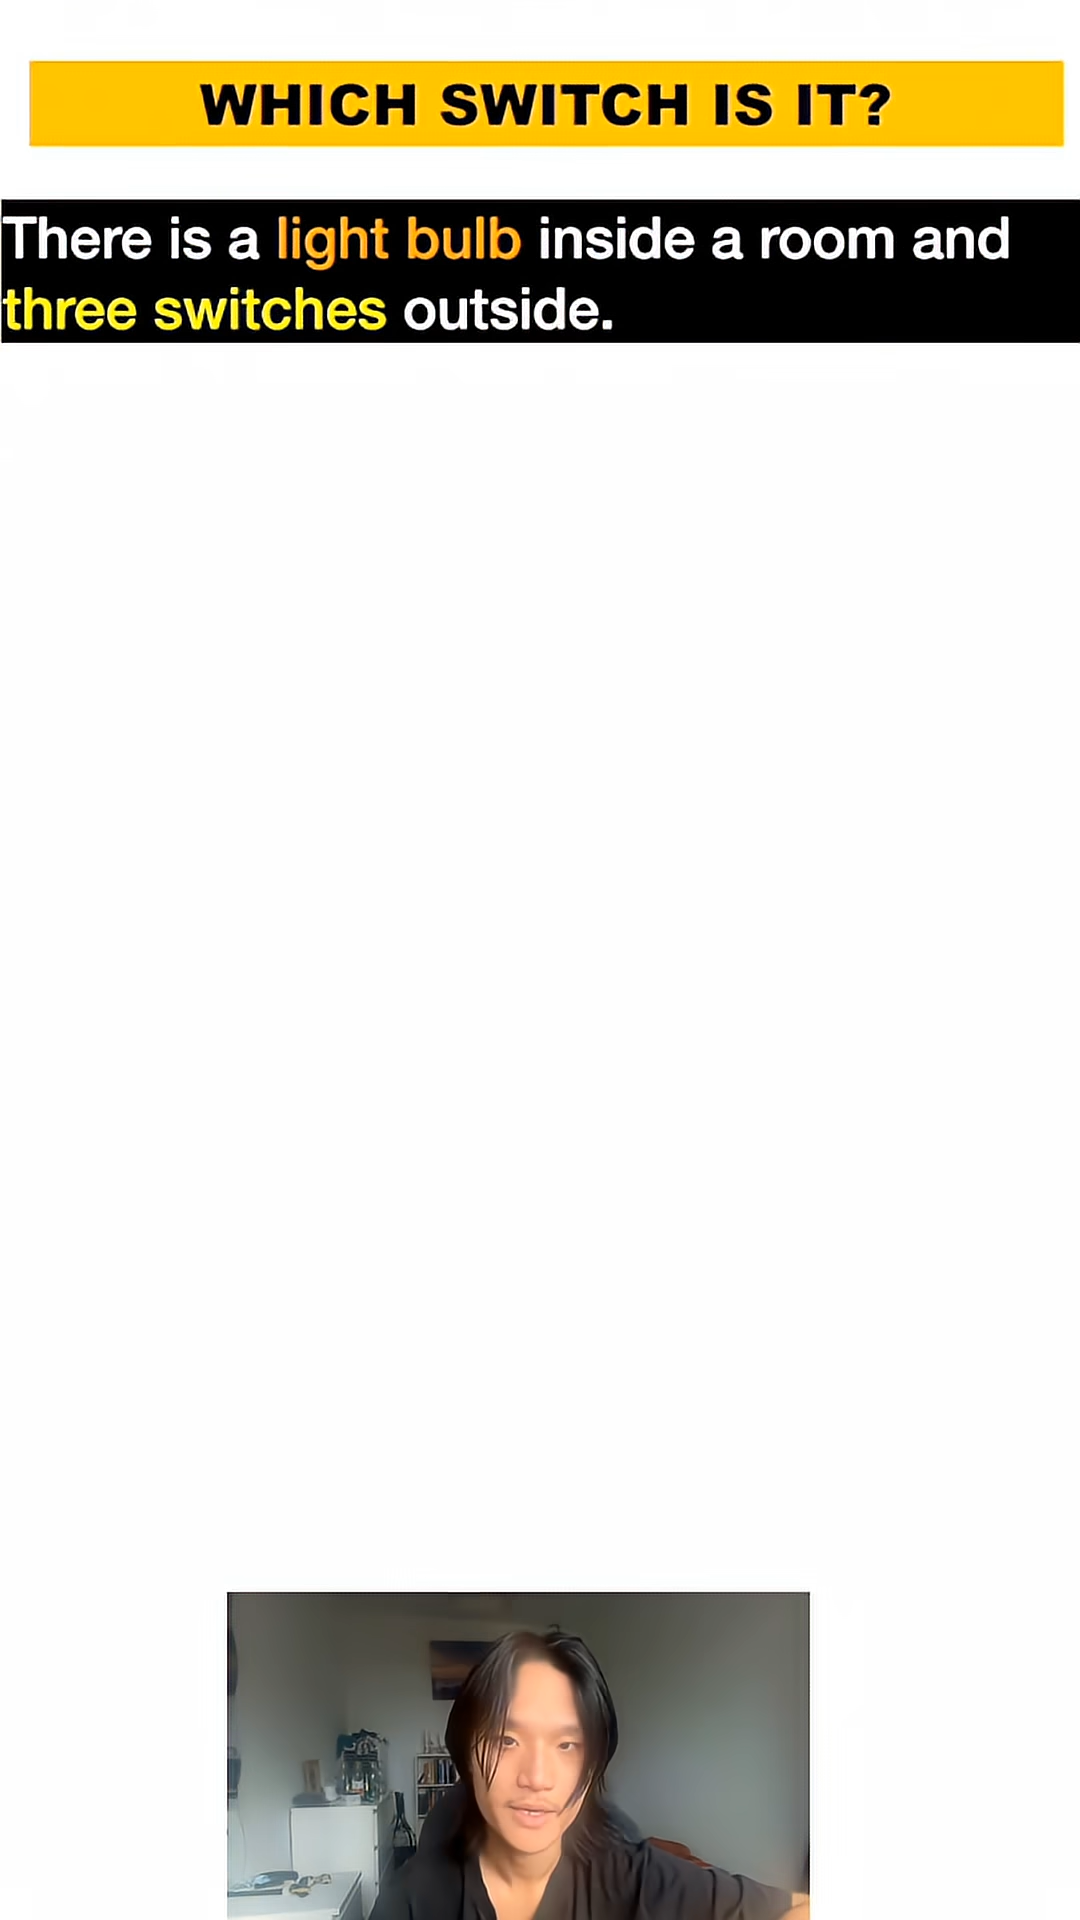 WHICH SWITCH IS IT?
There is a light bulb inside a room and
three switches outside.